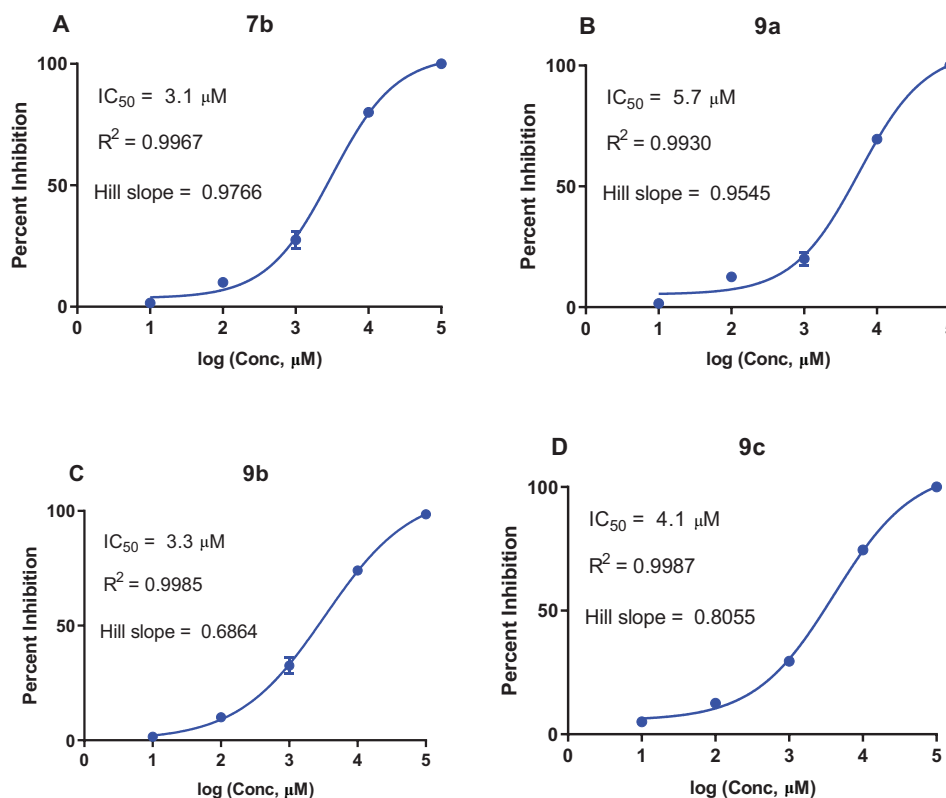 A
7b
100
50
0
Percent Inhibition
IC50 = 3.1 μM
R2 = 0.9967
Hill slope = 0.9766
0 1 2 3 4 5
log (Conc, μM)
B
9a
100
50
0
Percent Inhibition
IC50 = 5.7 μM
R2 = 0.9930
Hill slope = 0.9545
0 1 2 3 4
log (Conc, μM)
C
9b
100
50
0
Percent Inhibition
IC50 = 3.3 μM
R2 = 0.9985
Hill slope = 0.6864
0 1 2 3 4 5
log (Conc, μM)
D
9c
100
50
0
Percent Inhibition
IC50 = 4.1 μM
R2 = 0.9987
Hill slope = 0.8055
0 1 2 3 4 5
log (Conc, μM)